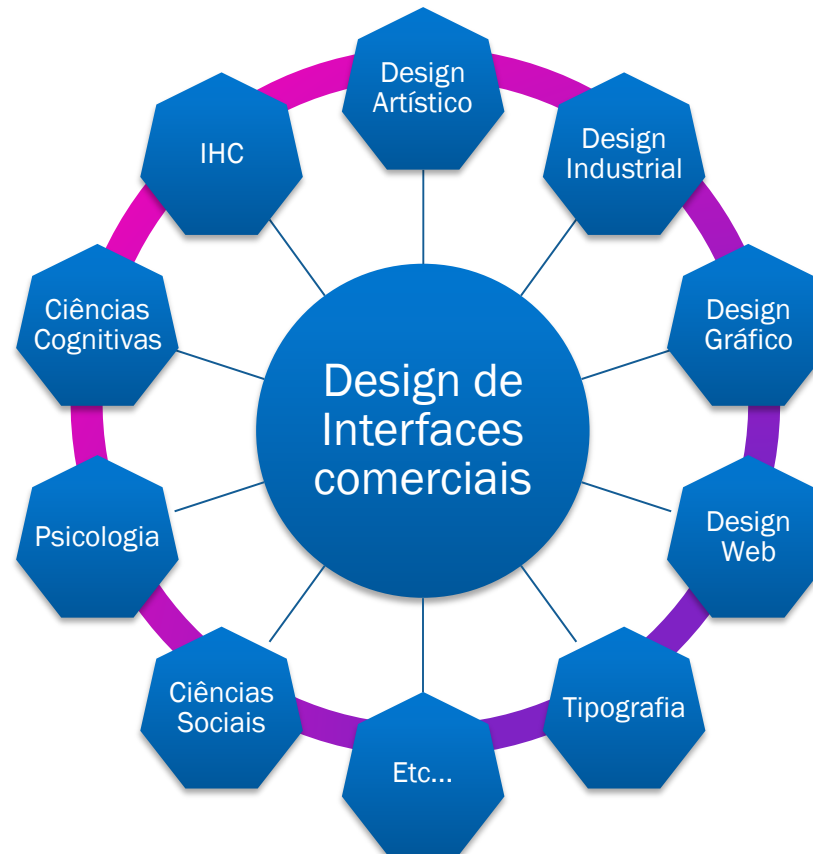 Design
Artístico
Design
Industrial
Design
Gráfico
Design
Web
Tipografia
Etc...
Ciências
Sociais
Psicologia
Ciências
Cognitivas
IHC
Design de
Interfaces
comerciais